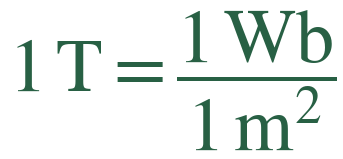 1 T = 1 Wb / 1 m²